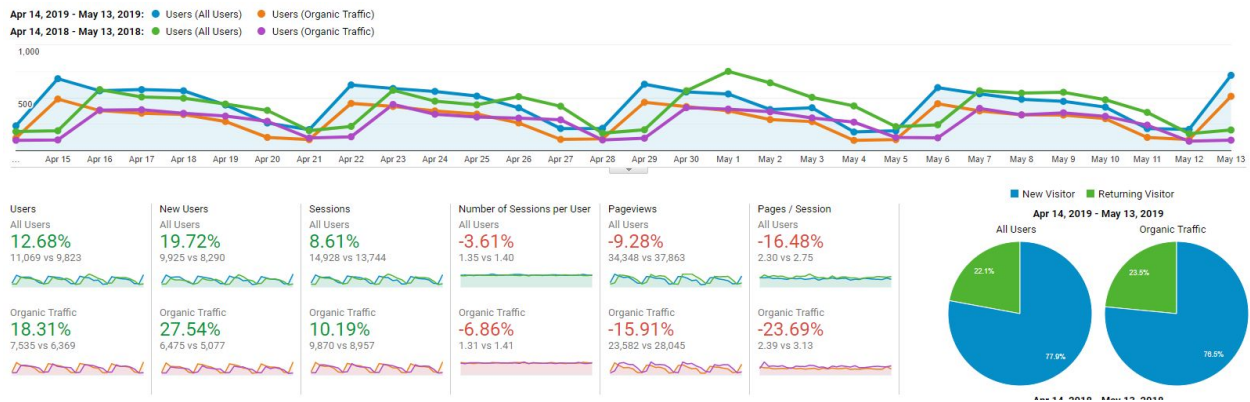 Apr 14, 2019 - May 13, 2019: Users (All Users) Users (Organic Traffic)
Apr 14, 2018 - May 13, 2018: Users (All Users) Users (Organic Traffic)
1,000
500
... Apr 15 Apr 16 Apr 17 Apr 18 Apr 19 Apr 20 Apr 21 Apr 22 Apr 23 Apr 24 Apr 25 Apr 26 Apr 27 Apr 28 Apr 29 Apr 30 May 1 May 2 May 3 May 4 May 5 May 6 May 7 May 8 May 9 May 10 May 11 May 12 May 13
Users
All Users
12.68%
11,069 vs 9,823
Organic Traffic
18.31%
7,535 vs 6,369
New Users
All Users
19.72%
9,925 vs 8,290
Organic Traffic
27.54%
6,475 vs 5,077
Sessions
All Users
8.61%
14,928 vs 13,744
Organic Traffic
10.19%
9,870 vs 8,957
Number of Sessions per User
All Users
-3.61%
1.35 vs 1.40
Organic Traffic
-6.86%
1.31 vs 1.41
Pageviews
All Users
-9.28%
34,348 vs 37,863
Organic Traffic
-15.91%
23,582 vs 28,045
Pages / Session
All Users
-16.48%
2.30 vs 2.75
Organic Traffic
-23.69%
2.39 vs 3.13
New Visitor Returning Visitor
Apr 14, 2019 - May 13, 2019
All Users
22.1%
77.9%
Organic Traffic
23.5%
76.5%
Apr 14, 2018 - May 13, 2018